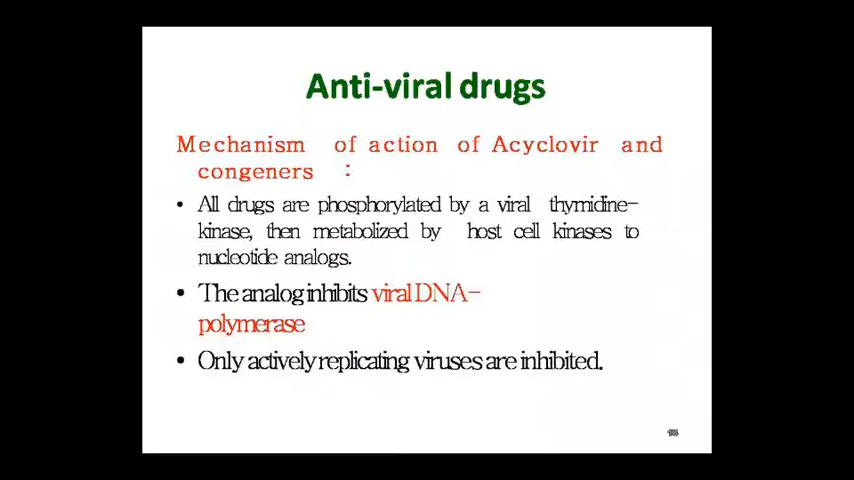 Anti-viral drugs
Mechanism of action of Acyclovir and
congeners :
• All drugs are phosphorylated by a viral thymidine-
kinase, then metabolized by host cell kinases to
nucleotide analogs.
• The analog inhibits viral DNA-
polymerase
• Only actively replicating viruses are inhibited.